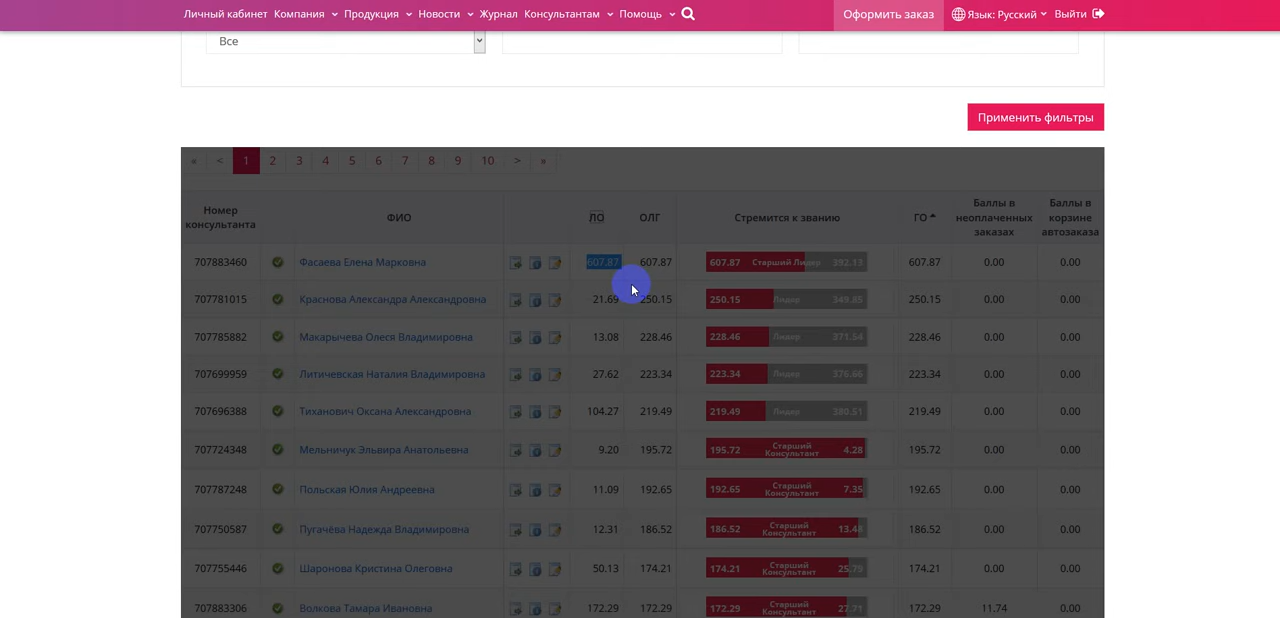 Личный кабинет Компания Продукция Новости Журнал Консультантам Помощь Оформить заказ Язык: Русский Выйти
Все
Применить фильтры
« < 1 2 3 4 5 6 7 8 9 10 > »
Номер консультанта ФИО ЛО ОЛГ Стремится к званию ГО Баллы в неоплаченных заказах Баллы в корзине автозаказа
707883460 Фасаева Елена Марковна 607.87 607.87 607.87 Старший Лидер 392.13 607.87 0.00 0.00
707781015 Краснова Александра Александровна 21.69 250.15 250.15 Лидер 349.85 250.15 0.00 0.00
707785882 Макарычева Олеся Владимировна 13.08 228.46 228.46 Лидер 371.54 228.46 0.00 0.00
707699959 Литичевская Наталия Владимировна 27.62 223.34 223.34 Лидер 376.66 223.34 0.00 0.00
707696388 Тиханович Оксана Александровна 104.27 219.49 219.49 Лидер 380.51 219.49 0.00 0.00
707724348 Мельничук Эльвира Анатольевна 9.20 195.72 195.72 Старший Консультант 4.28 195.72 0.00 0.00
707787248 Польская Юлия Андреевна 11.09 192.65 192.65 Старший Консультант 7.35 192.65 0.00 0.00
707750587 Пугачёва Надежда Владимировна 12.31 186.52 186.52 Старший Консультант 13.48 186.52 0.00 0.00
707755446 Шаронова Кристина Олеговна 50.13 174.21 174.21 Старший Консультант 25.79 174.21 0.00 0.00
707883306 Волкова Тамара Ивановна 172.29 172.29 172.29 Старший Консультант 27.71 172.29 11.74 0.00